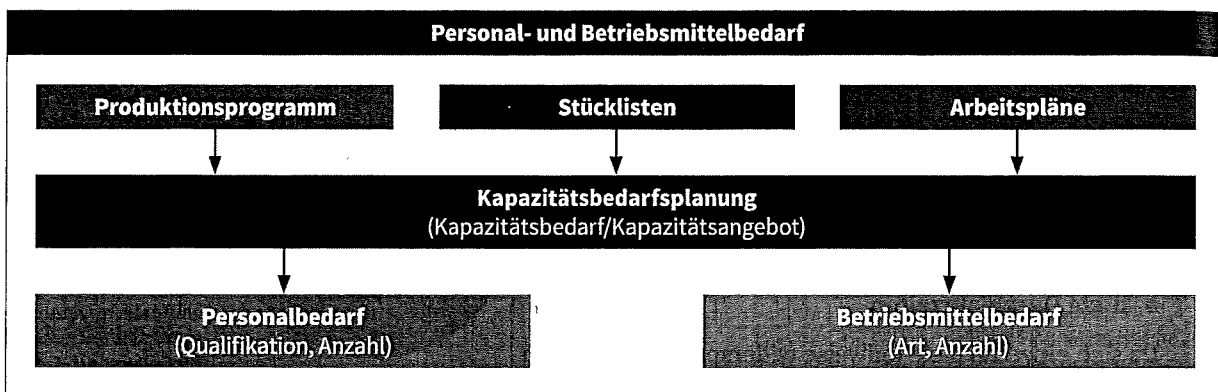 Personal- und Betriebsmittelbedarf
Produktionsprogramm
Stücklisten
Arbeitspläne
Kapazitätsbedarfsplanung
(Kapazitätsbedarf/Kapazitätsangebot)
Personalbedarf
(Qualifikation, Anzahl)
Betriebsmittelbedarf
(Art, Anzahl)